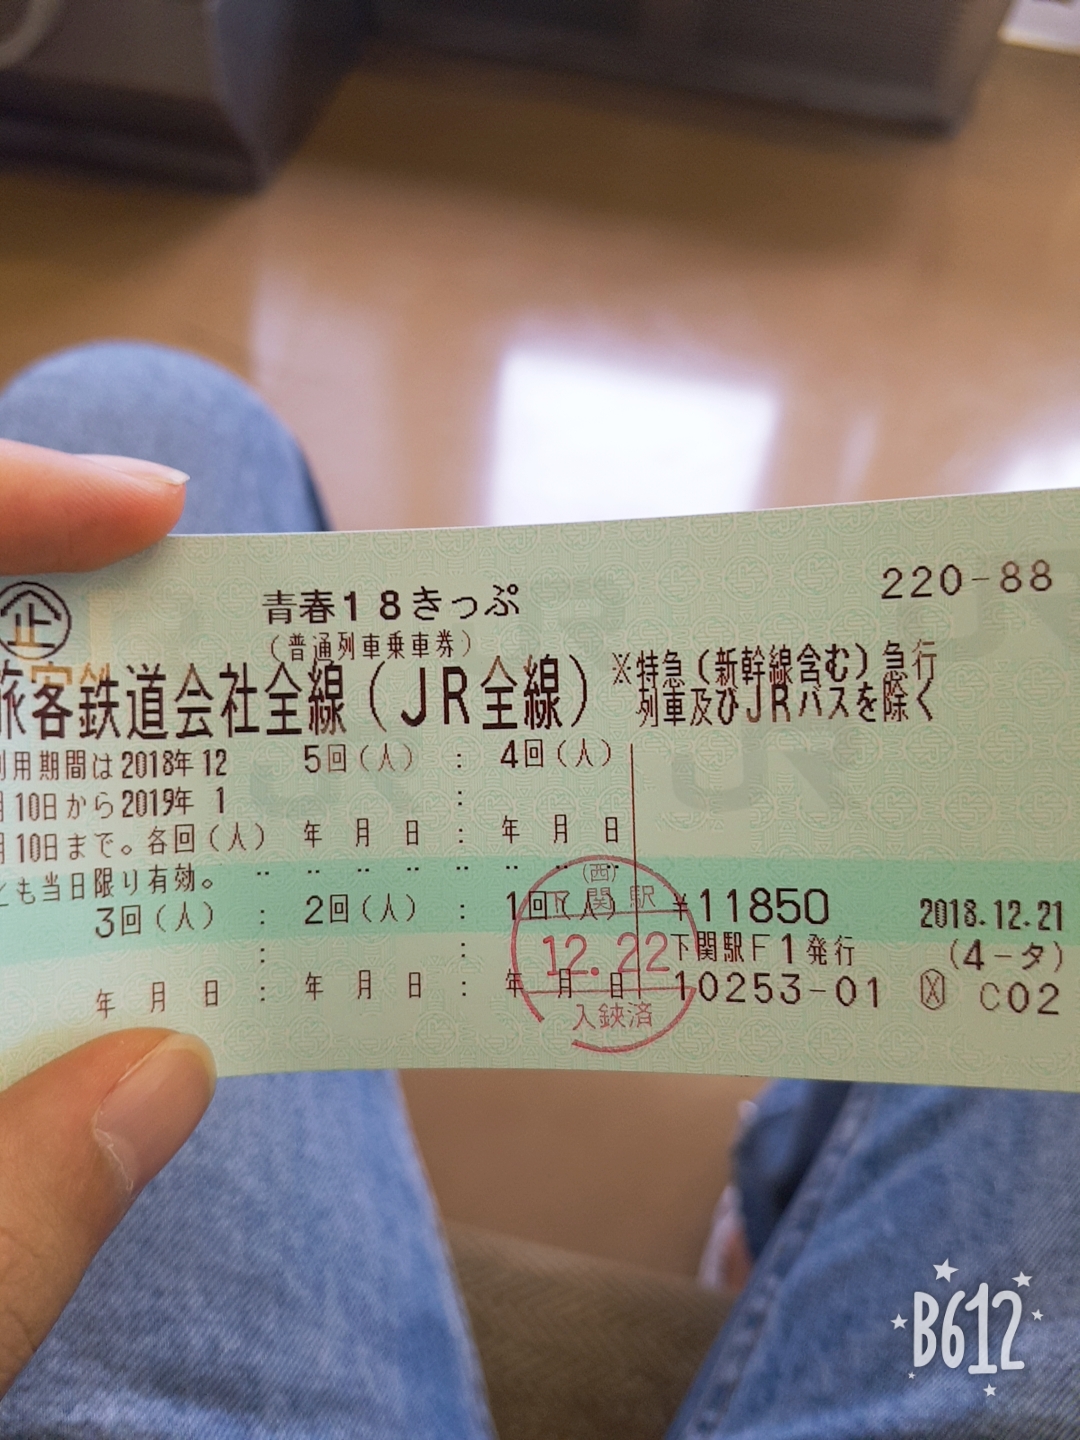 220-88
企
青春18きっぷ
(普通列車乗車券)
旅客鉄道会社全線(JR全線)
※特急(新幹線含む)急行
列車及びJRバスを除く
利用期間は2018年12
月10日から2019年 1
月10日まで。各回(人)
とも当日限り有効。
5回(人) : 4回(人)
:
年 月 日 : 年 月 日
‥ ‥ ‥ ‥ ‥ ‥ ‥ ‥
3回(人) : 2回(人) : 1回(人)
: :
年 月 日 : 年 月 日 : 年 月 日
(西)
下関駅
12.22
入鋏済
¥11850
2018.12.21
下関駅F1発行
(4-タ)
10253-01
C02
JR
JR
B612